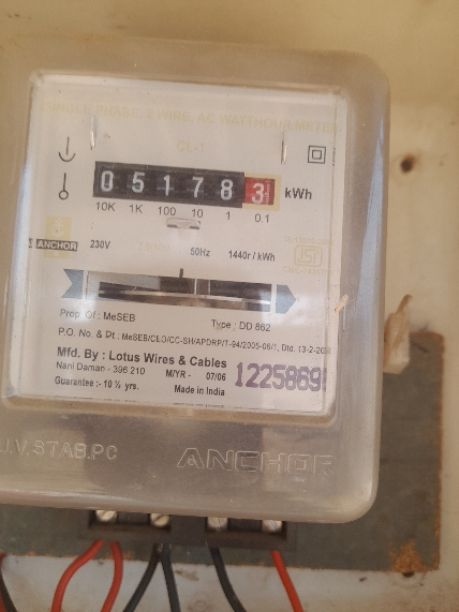 SINGLE PHASE, 2 WIRE, AC WATTHOUR METER
CL-1
0 5 1 7 8 3 kWh
10K 1K 100 10 1 0.1
ANCHOR 230V 50Hz 1440r / kWh
ISI
Prop. Of : MeSEB Type : DD 862
P.O. No. & Dt : MeSEB/CE/ /CC-SH/APDRP/T-94/2005-06/1, Dtd. 13-2-
Mfd. By : Lotus Wires & Cables
Nani Daman - 396 210 M/YR - 07/06 1225869
Guarantee :- 10 ½ yrs. Made in India
U.V.STAB.PC ANCHOR